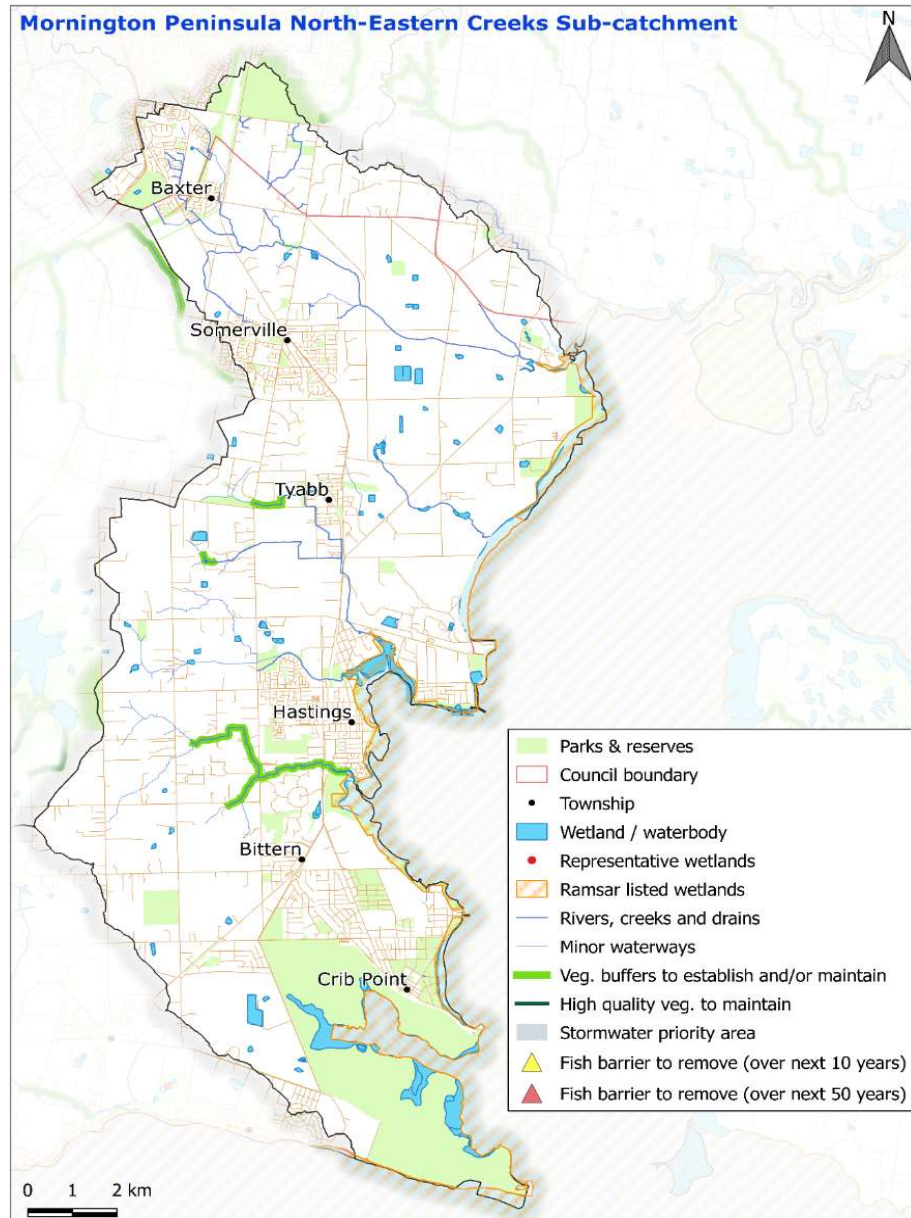 Mornington Peninsula North-Eastern Creeks Sub-catchment
N
Baxter
Somerville
Tyabb
Hastings
Bittern
Crib Point
Parks & reserves
Council boundary
Township
Wetland / waterbody
Representative wetlands
Ramsar listed wetlands
Rivers, creeks and drains
Minor waterways
Veg. buffers to establish and/or maintain
High quality veg. to maintain
Stormwater priority area
Fish barrier to remove (over next 10 years)
Fish barrier to remove (over next 50 years)
0 1 2 km